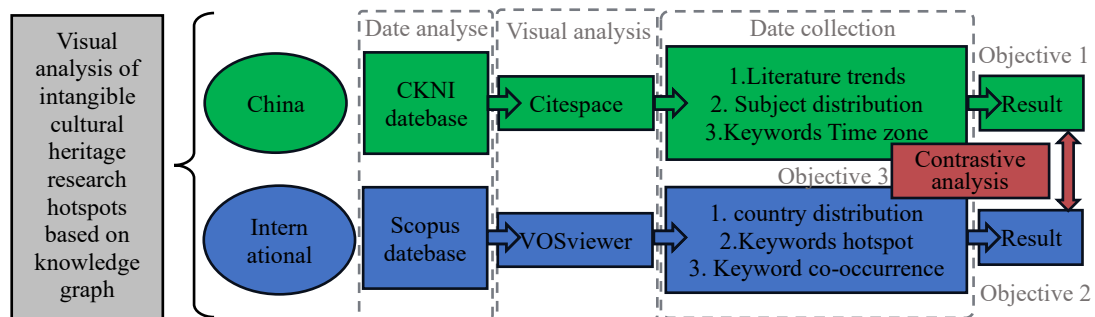 Visual
analysis of
intangible
cultural
heritage
research
hotspots
based on
knowledge
graph
Date analyse
Visual analysis
Date collection
Objective 1
China
CKNI
datebase
Citespace
1.Literature trends
2. Subject distribution
3.Keywords Time zone
Result
Objective 3
Contrastive
analysis
Intern
ational
Scopus
datebase
VOSviewer
1. country distribution
2.Keywords hotspot
3. Keyword co-occurrence
Result
Objective 2